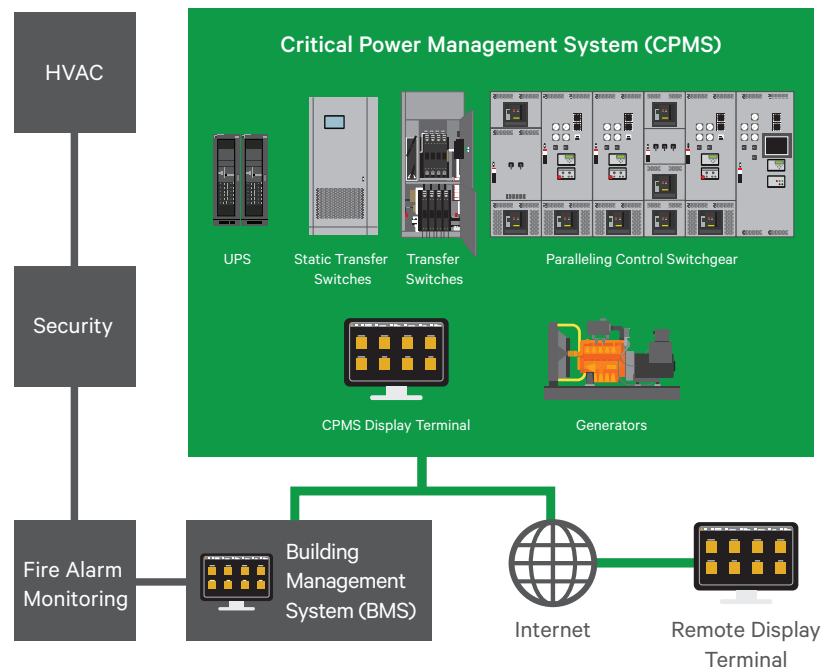 HVAC
Security
Fire Alarm
Monitoring
Critical Power Management System (CPMS)
UPS
Static Transfer
Switches
Transfer
Switches
Paralleling Control Switchgear
CPMS Display Terminal
Generators
Building
Management
System (BMS)
Internet
Remote Display
Terminal